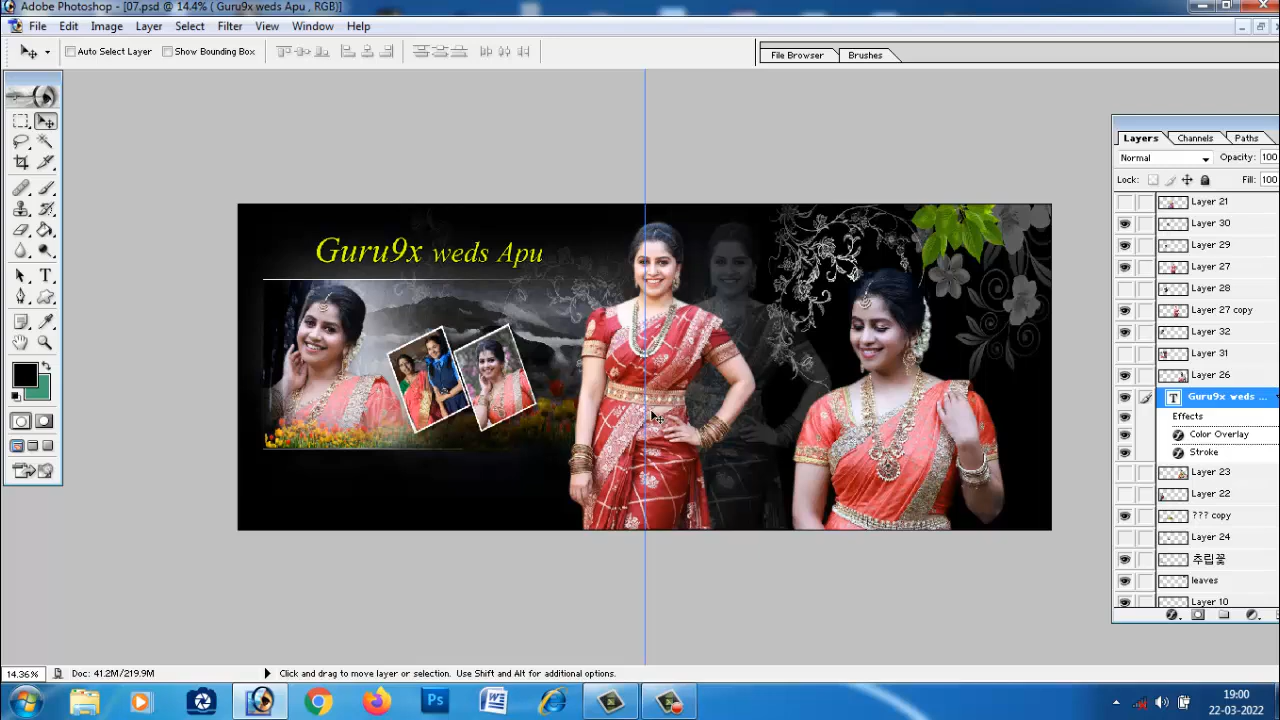 Adobe Photoshop - [07.psd @ 14.4% ( Guru9x weds Apu , RGB)]
File Edit Image Layer Select Filter View Window Help
Auto Select Layer Show Bounding Box
File Browser Brushes
Layers Channels Paths
Normal Opacity: 100
Lock: Fill: 100
Layer 21
Layer 30
Layer 29
Layer 27
Layer 28
Layer 27 copy
Layer 32
Layer 31
Layer 26
T Guru9x weds ...
Effects
Color Overlay
Stroke
Layer 23
Layer 22
??? copy
Layer 24
추립꽃
leaves
Layer 10
Guru9x weds Apu
14.36% Doc: 41.2M/219.9M Click and drag to move layer or selection. Use Shift and Alt for additional options.
Ps
W
19:00
22-03-2022